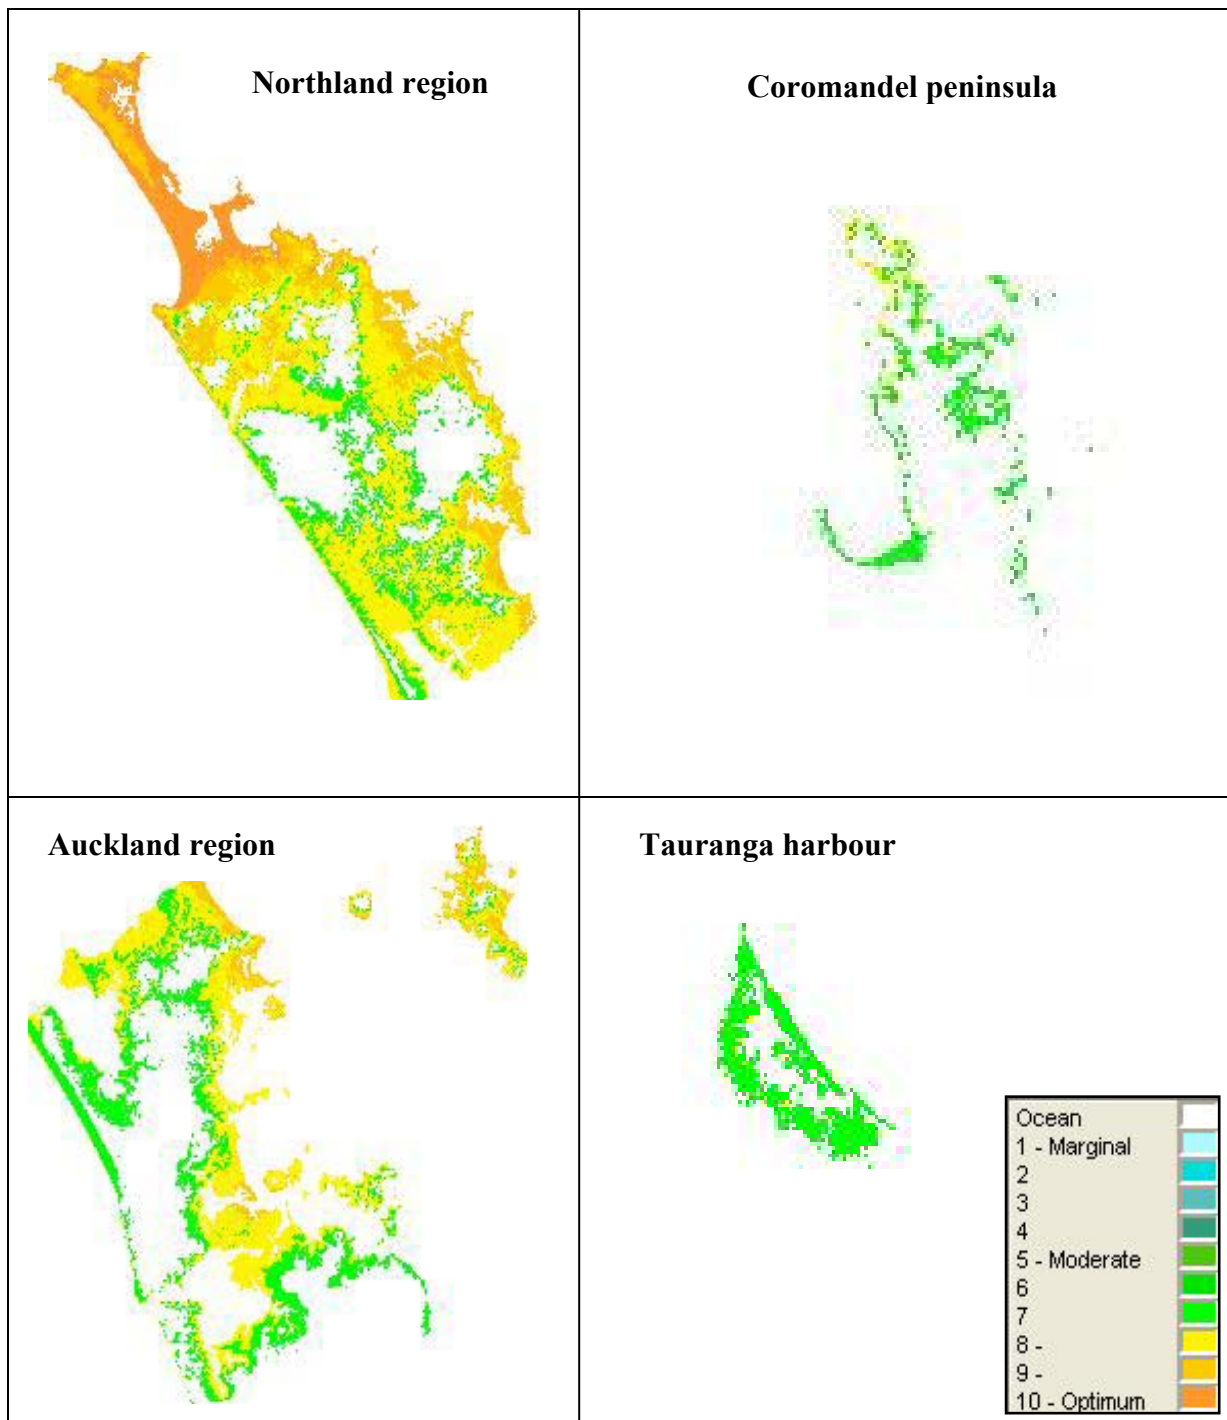 Northland region
Coromandel peninsula
Auckland region
Tauranga harbour
Ocean
1 - Marginal
2
3
4
5 - Moderate
6
7
8 -
9 -
10 - Optimum